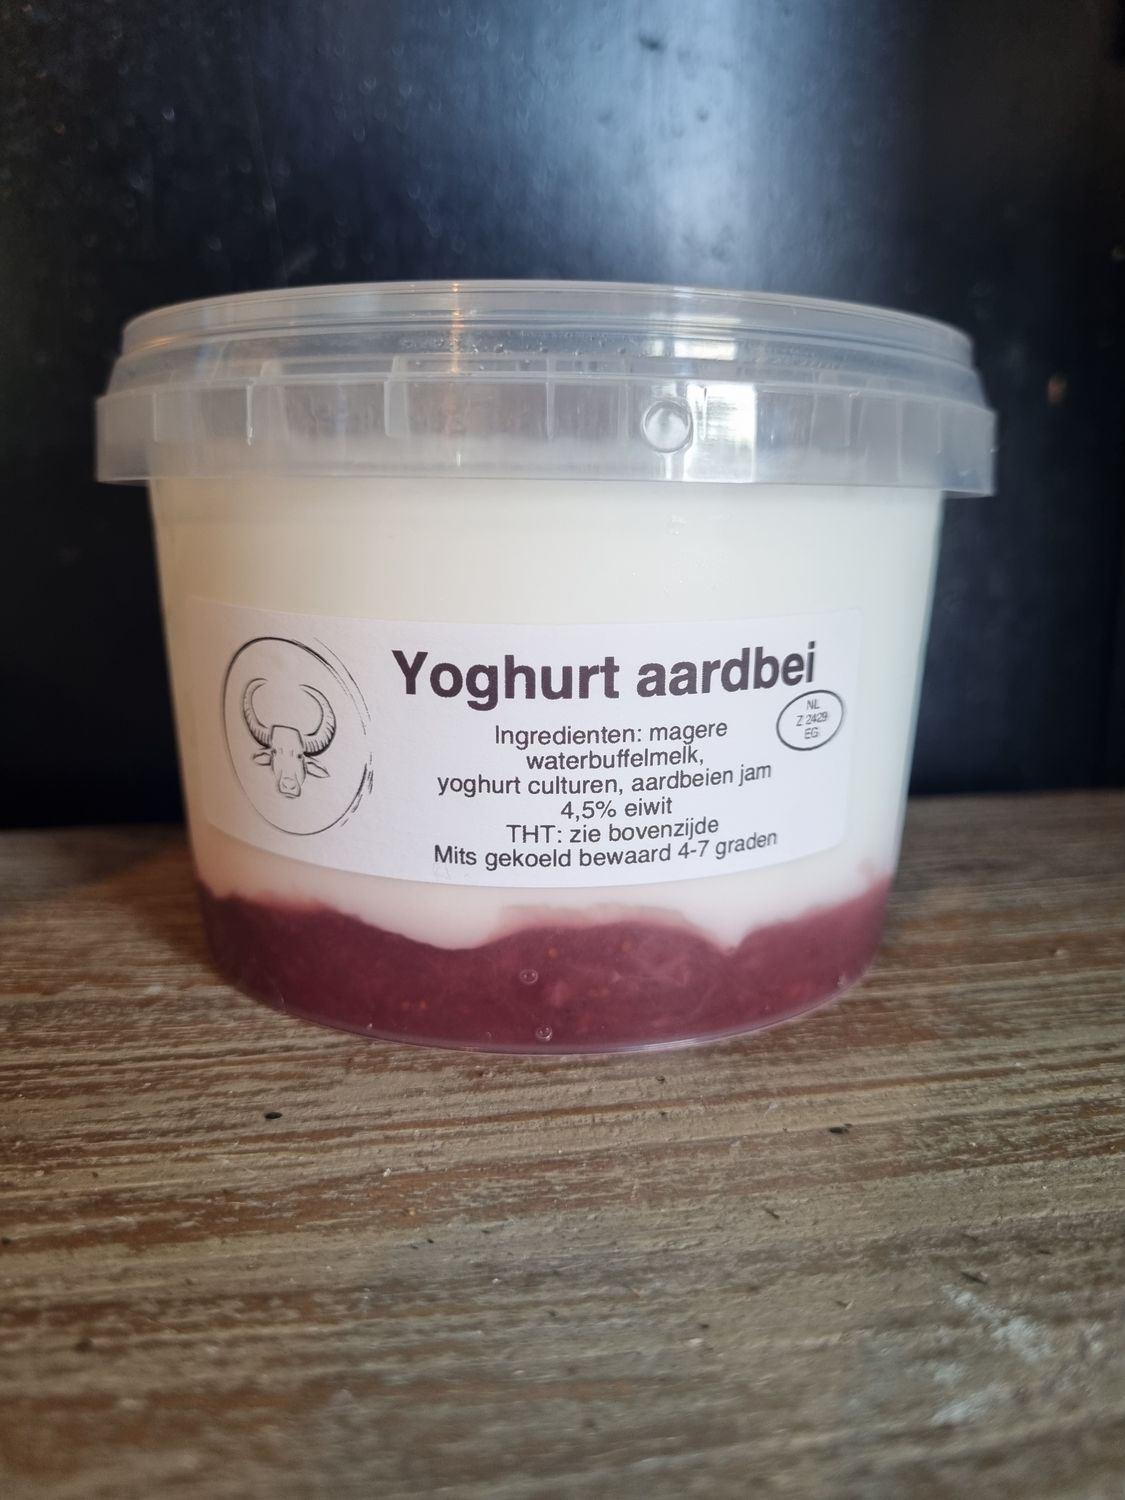 Yoghurt aardbei
NL
Z 2429
EG
Ingredienten: magere
waterbuffelmelk,
yoghurt culturen, aardbeien jam
4,5% eiwit
THT: zie bovenzijde
Mits gekoeld bewaard 4-7 graden